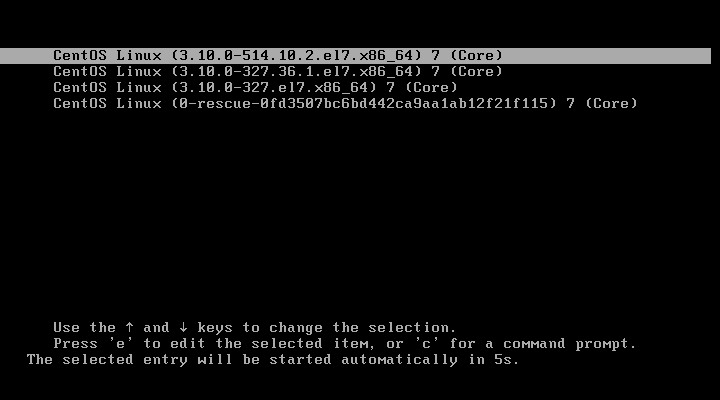 CentOS Linux (3.10.0-514.10.2.el7.x86_64) 7 (Core)
CentOS Linux (3.10.0-327.36.1.el7.x86_64) 7 (Core)
CentOS Linux (3.10.0-327.el7.x86_64) 7 (Core)
CentOS Linux (0-rescue-0fd3507bc6bd442ca9aa1ab12f21f115) 7 (Core)
Use the ↑ and ↓ keys to change the selection.
Press 'e' to edit the selected item, or 'c' for a command prompt.
The selected entry will be started automatically in 5s.